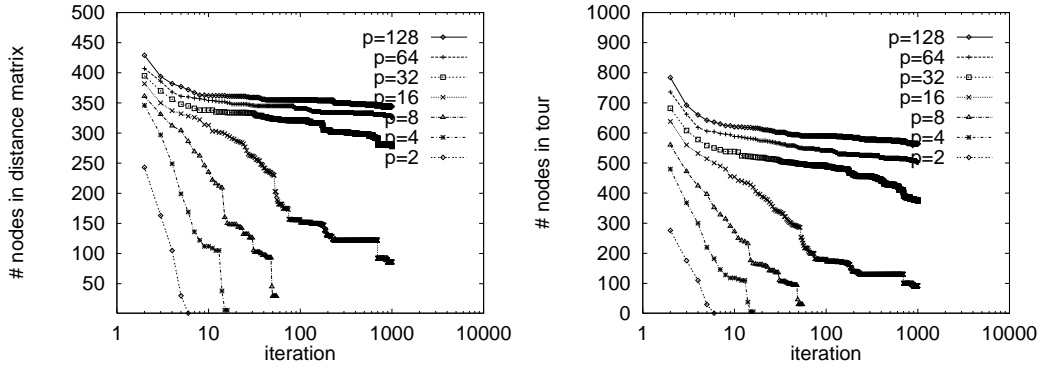 # nodes in distance matrix
500
450
400
350
300
250
200
150
100
50
1 10 100 1000 10000
iteration
p=128
p=64
p=32
p=16
p=8
p=4
p=2
# nodes in tour
1000
900
800
700
600
500
400
300
200
100
0
1 10 100 1000 10000
iteration
p=128
p=64
p=32
p=16
p=8
p=4
p=2